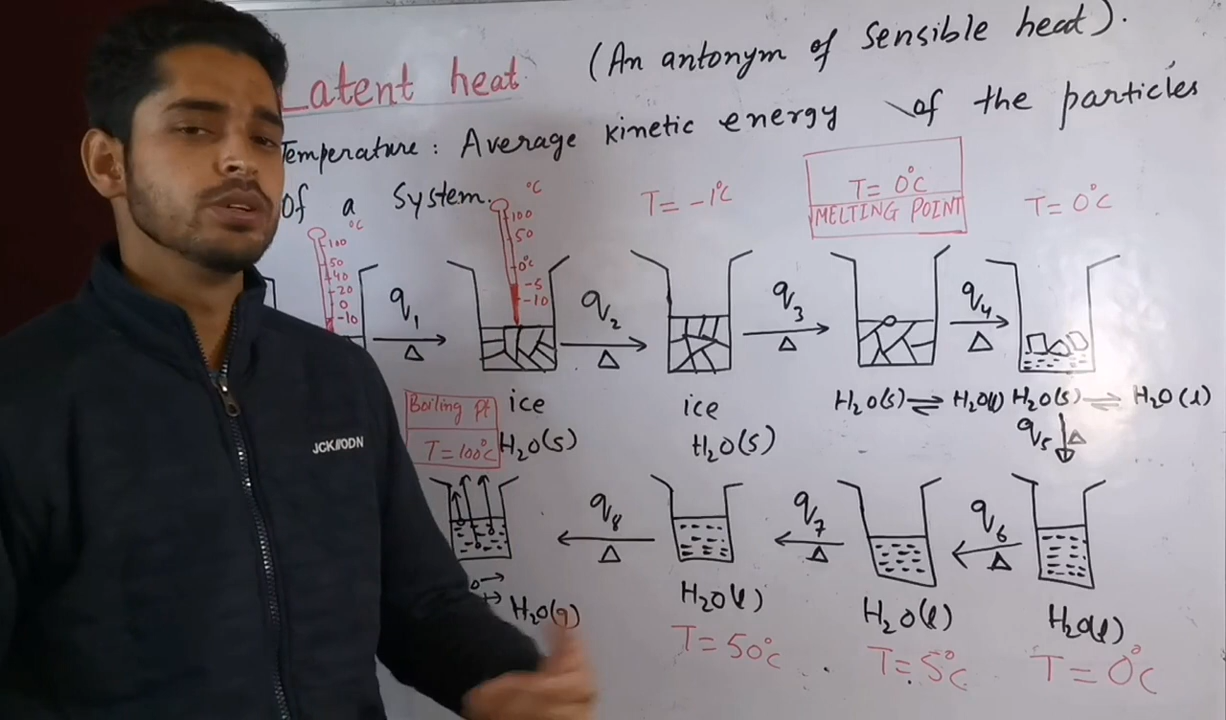 Latent heat (An antonym of sensible heat).
Temperature: Average kinetic energy of the particles
of a system.
°C 100 50 40 20 0 -10
°C 100 50 0°C -5 -10
T= -1°C
T= 0°C
MELTING POINT
T= 0°C
q1 Δ
q2 Δ
q3 Δ
q4 Δ
ice
H2O(s)
ice
H2O(s)
H2O(s) ⇌ H2O(l)
H2O(s) ⇌ H2O(l)
q5 Δ
Boiling pt
T= 100°C
q8 Δ
q7 Δ
q6 Δ
H2O(g)
H2O(l)
T= 50°C
H2O(l)
T= 5°C
H2O(l)
T= 0°C
JCK//ODN